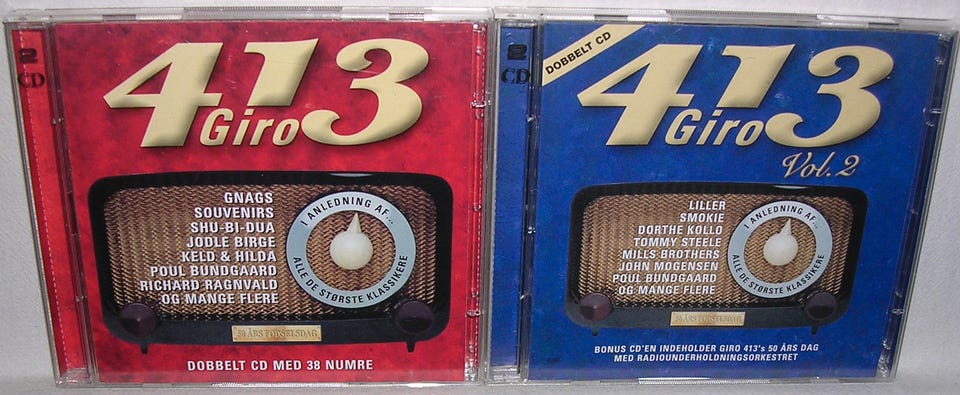 2
CD
413
Giro
GNAGS
SOUVENIRS
SHU-BI-DUA
JODLE BIRGE
KELD & HILDA
POUL BUNDGAARD
RICHARD RAGNVALD
OG MANGE FLERE
I ANLEDNING AF...
ALLE DE STØRSTE KLASSIKERE
50 ÅRS FØDSELSDAG
DOBBELT CD MED 38 NUMRE
2
CD
DOBBELT CD
413
Giro
Vol. 2
LILLER
SMOKIE
DORTHE KOLLO
TOMMY STEELE
MILLS BROTHERS
JOHN MOGENSEN
POUL BUNDGAARD
OG MANGE FLERE
I ANLEDNING AF...
ALLE DE STØRSTE KLASSIKERE
50 ÅRS FØDSELSDAG
BONUS CD'EN INDEHOLDER GIRO 413's 50 ÅRS DAG
MED RADIOUNDERHOLDNINGSORKESTRET